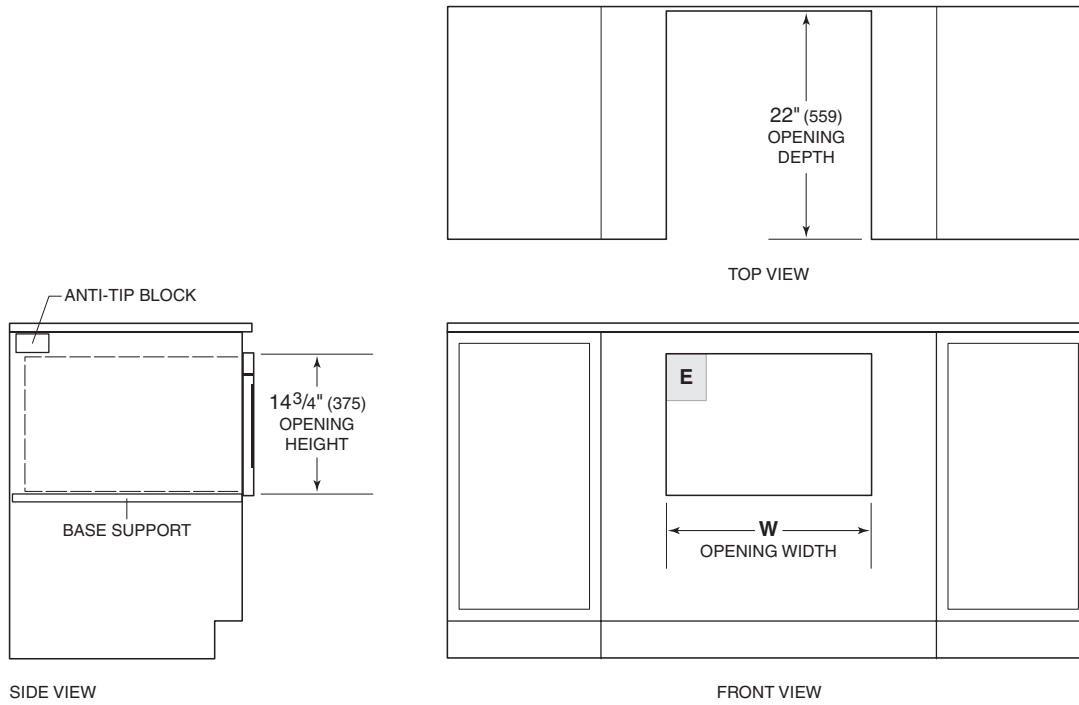 22" (559)
OPENING
DEPTH
TOP VIEW
ANTI-TIP BLOCK
14 3/4" (375)
OPENING
HEIGHT
BASE SUPPORT
SIDE VIEW
E
W
OPENING WIDTH
FRONT VIEW